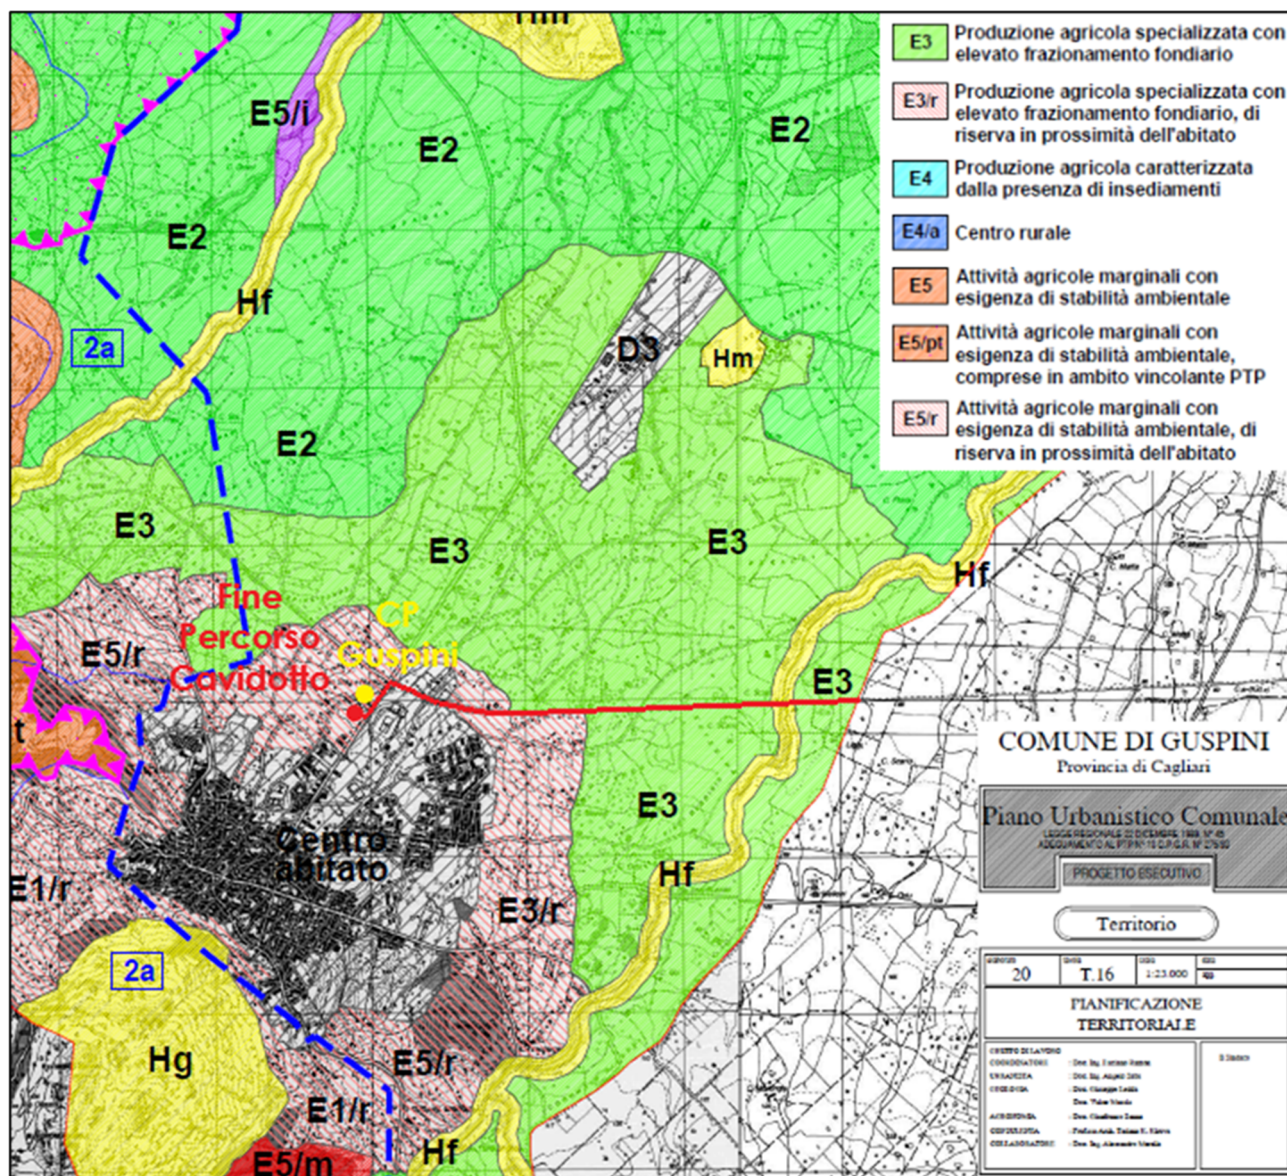 Hm
E3
Produzione agricola specializzata con
elevato frazionamento fondiario
E3/r
Produzione agricola specializzata con
elevato frazionamento fondiario, di
riserva in prossimità dell'abitato
E4
Produzione agricola caratterizzata
dalla presenza di insediamenti
E4/a
Centro rurale
E5
Attività agricole marginali con
esigenza di stabilità ambientale
E5/pt
Attività agricole marginali con
esigenza di stabilità ambientale,
comprese in ambito vincolante PTP
E5/r
Attività agricole marginali con
esigenza di stabilità ambientale, di
riserva in prossimità dell'abitato
E5/i
E2
E2
E2
Hf
2a
D3
Hm
E2
E3
E3
E3
Hf
Fine
Percorso
Cavidotto
CP
Guspini
E5/r
E3
t
E3
Centro
abitato
Hf
E1/r
E3/r
2a
Hg
E5/r
E1/r
Hf
E5/m
COMUNE DI GUSPINI
Provincia di Cagliari
Piano Urbanistico Comunale
PROGETTO ESECUTIVO
Territorio
20
T.16
1:23.000
PIANIFICAZIONE
TERRITORIALE